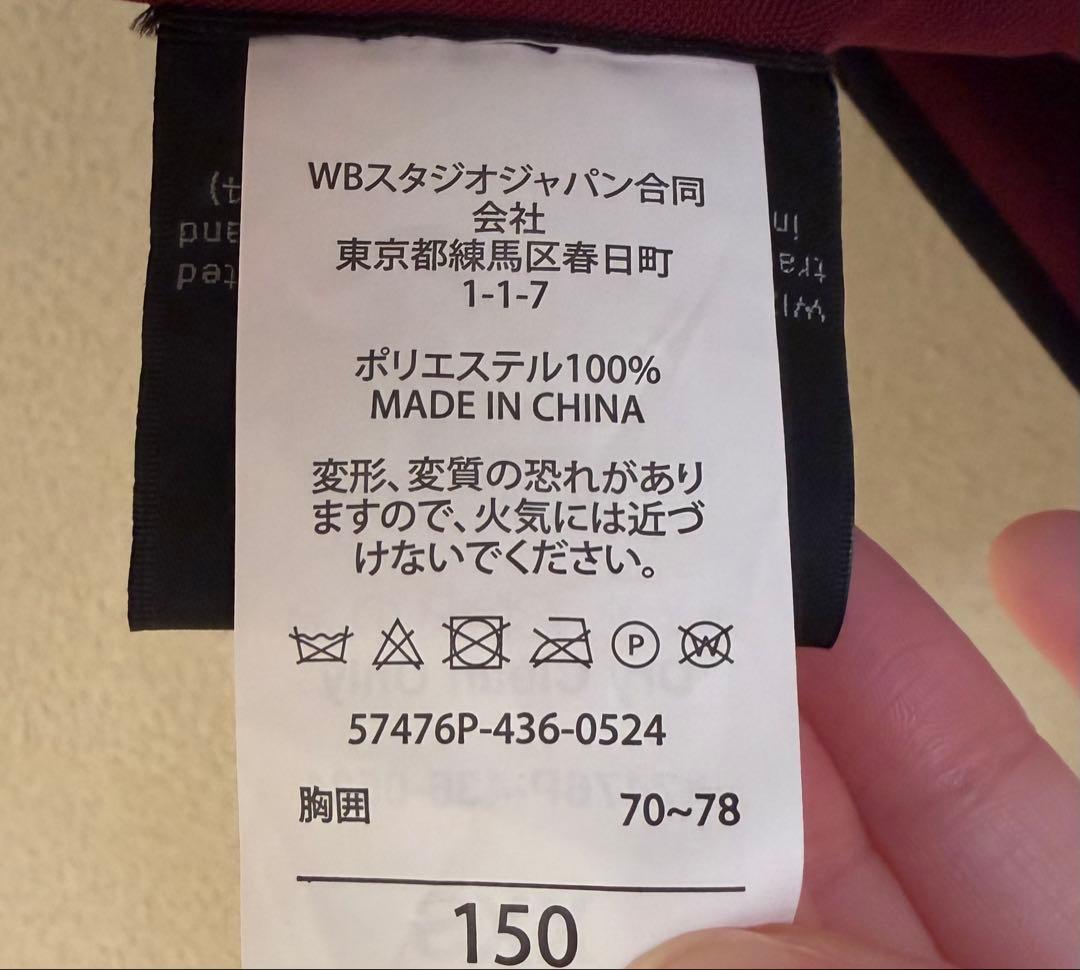 WBスタジオジャパン合同
会社
東京都練馬区春日町
1-1-7
ポリエステル100%
MADE IN CHINA
変形、変質の恐れがあり
ますので、火気には近づ
けないでください。
P
W
57476P-436-0524
胸囲 70~78
150